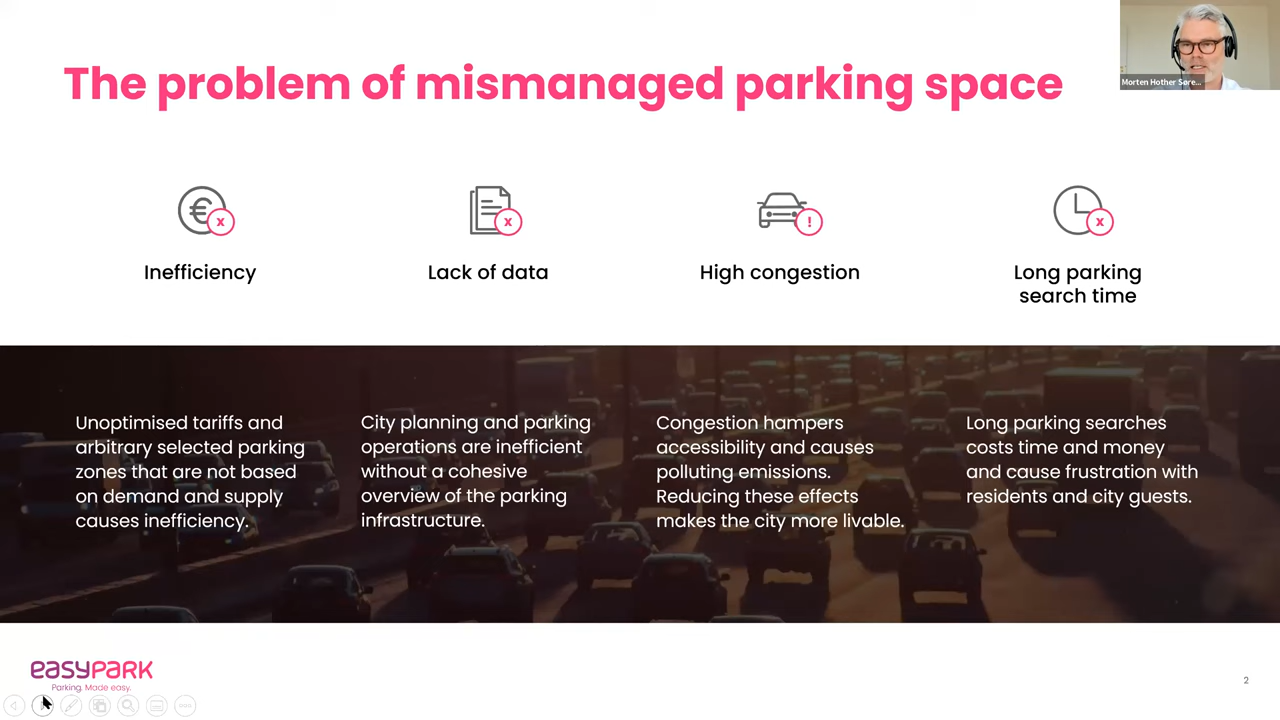 The problem of mismanaged parking space
Morten Hother Søre...
€
x
Inefficiency
x
Lack of data
!
High congestion
x
Long parking
search time
Unoptimised tariffs and
arbitrary selected parking
zones that are not based
on demand and supply
causes inefficiency.
City planning and parking
operations are inefficient
without a cohesive
overview of the parking
infrastructure.
Congestion hampers
accessibility and causes
polluting emissions.
Reducing these effects
makes the city more livable.
Long parking searches
costs time and money
and cause frustration with
residents and city guests.
easyPARK
Parking. Made easy.
2